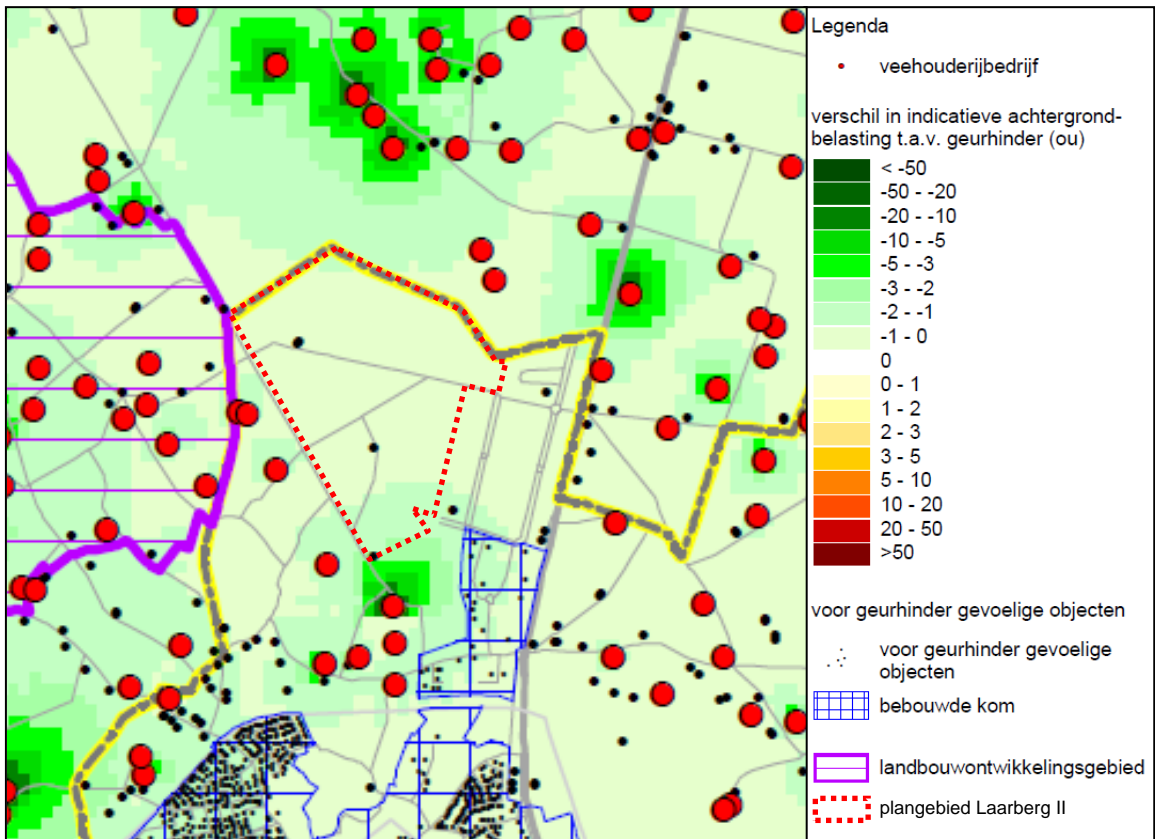 Legenda
veehouderijbedrijf
verschil in indicatieve achtergrond-
belasting t.a.v. geurhinder (ou)
< -50
-50 - -20
-20 - -10
-10 - -5
-5 - -3
-3 - -2
-2 - -1
-1 - 0
0
0 - 1
1 - 2
2 - 3
3 - 5
5 - 10
10 - 20
20 - 50
>50
voor geurhinder gevoelige objecten
voor geurhinder gevoelige
objecten
bebouwde kom
landbouwontwikkelingsgebied
plangebied Laarberg II